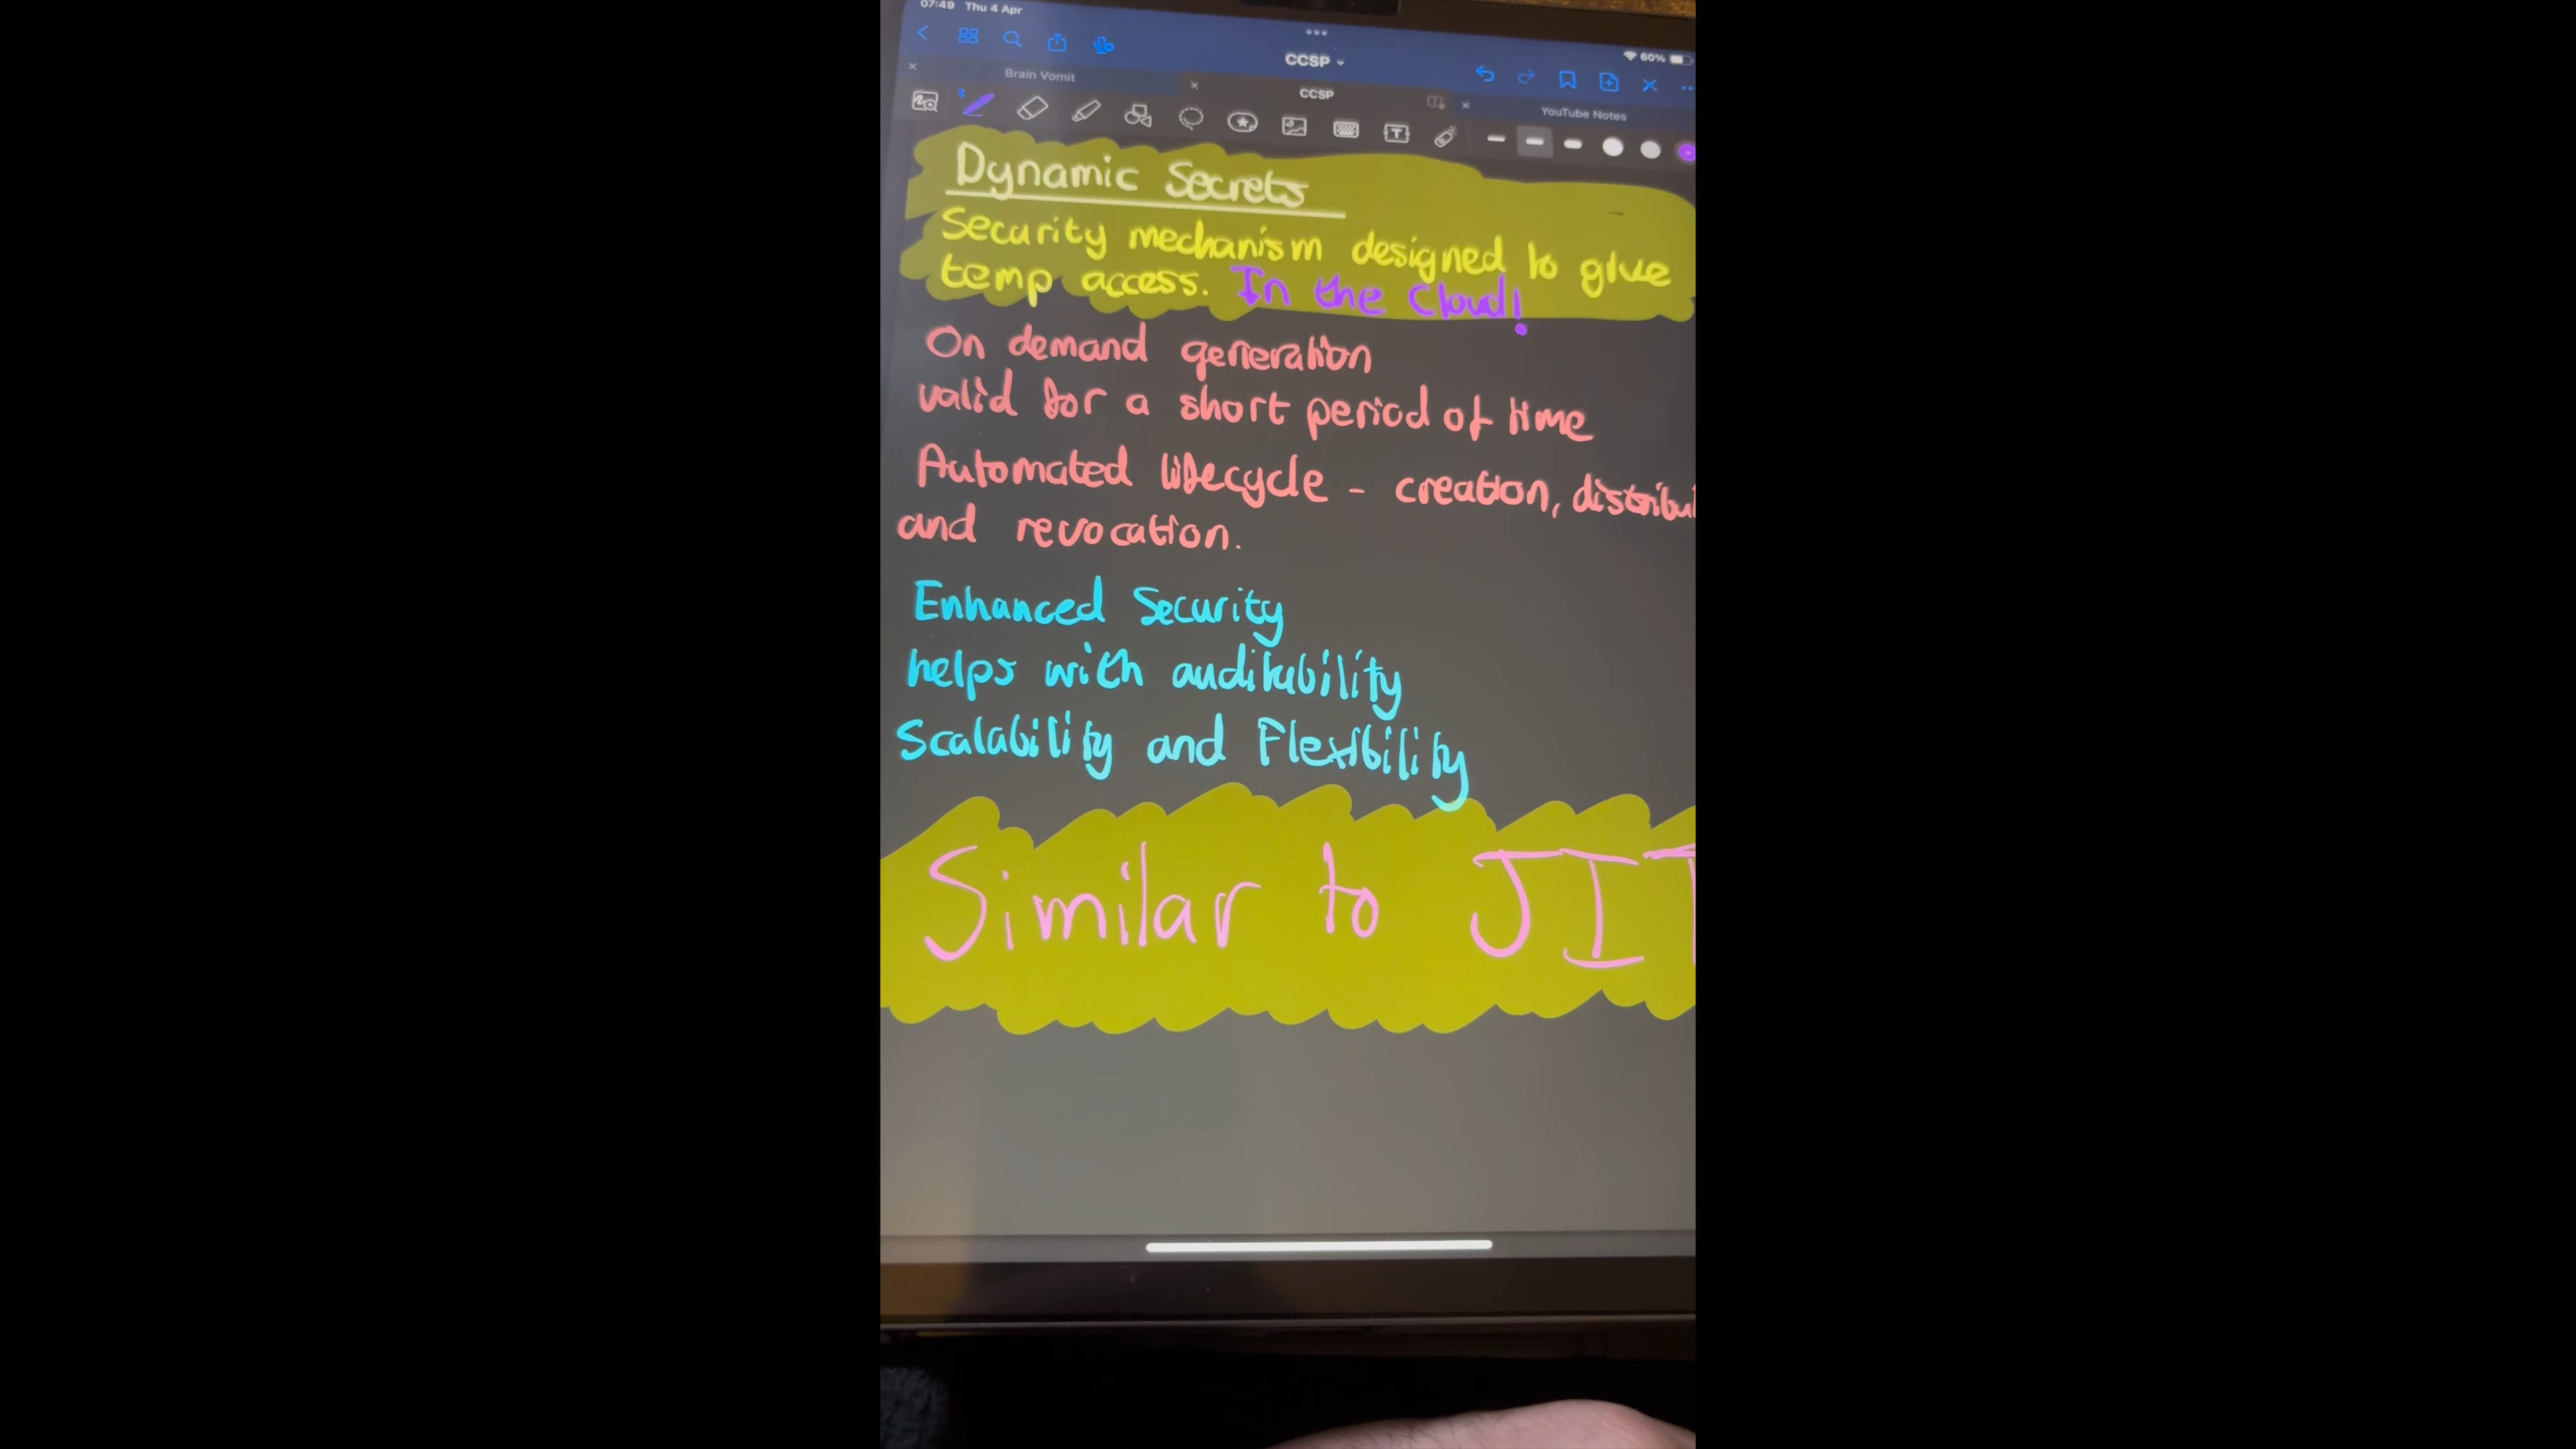 07:49 Thu 4 Apr
60%
CCSP
Brain Vomit
CCSP
YouTube Notes
Dynamic Secrets
Security mechanism designed to give
temp access. In the Cloud!
On demand generation
valid for a short period of time
Automated lifecycle - creation, distribu
and revocation.
Enhanced Security
helps with auditability
Scalability and Flexibility
Similar to JIT